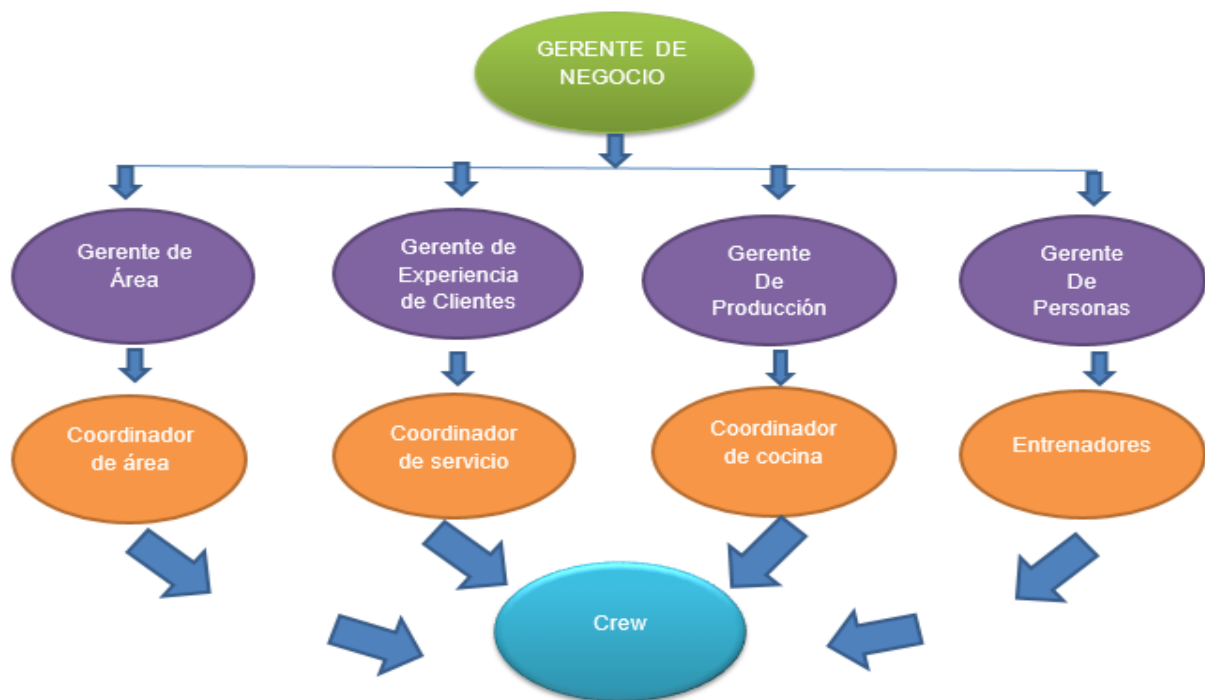 GERENTE DE
NEGOCIO
Gerente de
Área
Gerente de
Experiencia
de Clientes
Gerente
De
Producción
Gerente
De
Personas
Coordinador
de área
Coordinador
de servicio
Coordinador
de cocina
Entrenadores
Crew